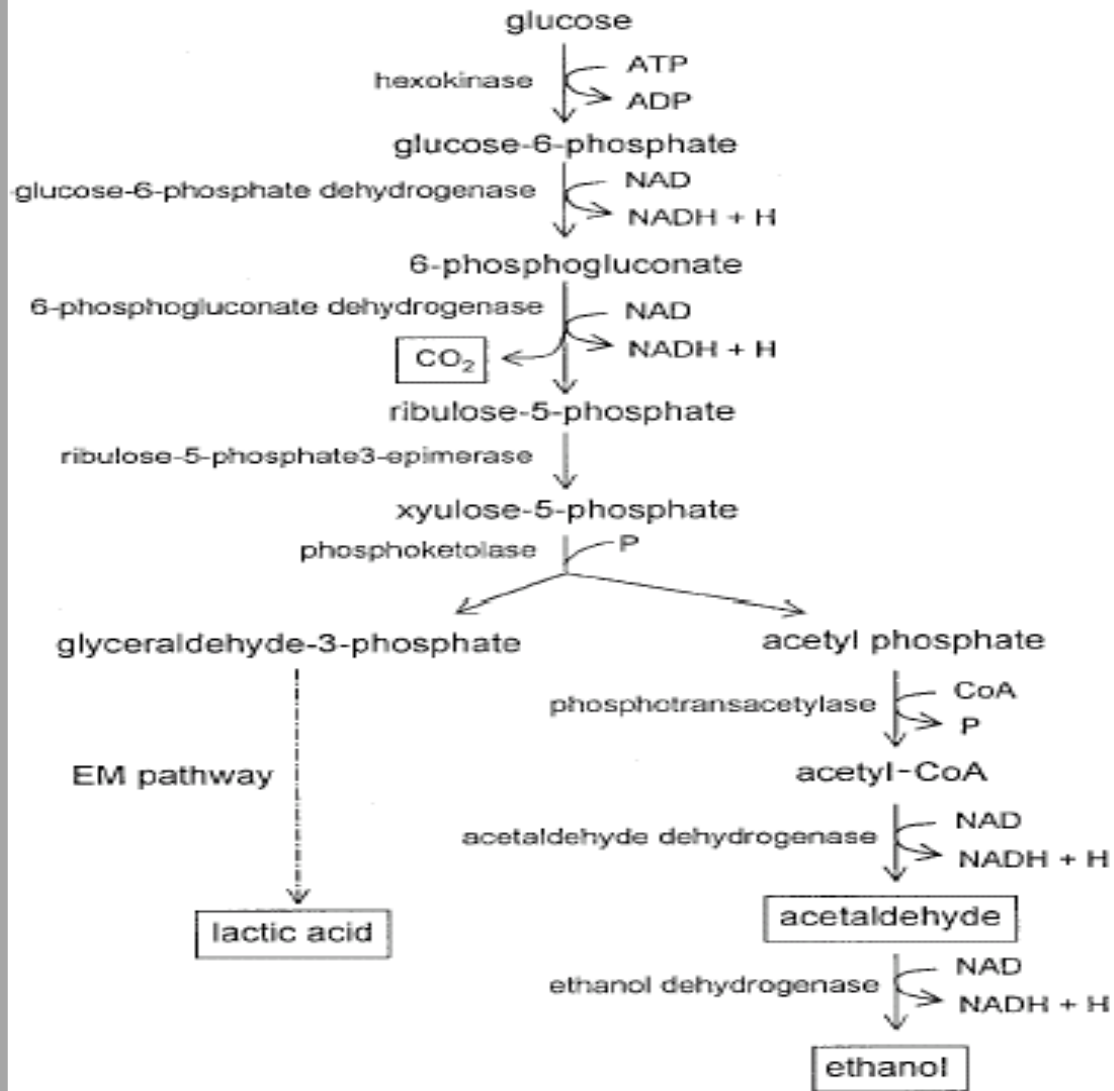 glucose
hexokinase
ATP
ADP
glucose-6-phosphate
glucose-6-phosphate dehydrogenase
NAD
NADH + H
6-phosphogluconate
6-phosphogluconate dehydrogenase
NAD
NADH + H
CO₂
ribulose-5-phosphate
ribulose-5-phosphate3-epimerase
xyulose-5-phosphate
phosphoketolase
P
glyceraldehyde-3-phosphate
acetyl phosphate
phosphotransacetylase
CoA
P
EM pathway
acetyl-CoA
acetaldehyde dehydrogenase
NAD
NADH + H
lactic acid
acetaldehyde
ethanol dehydrogenase
NAD
NADH + H
ethanol